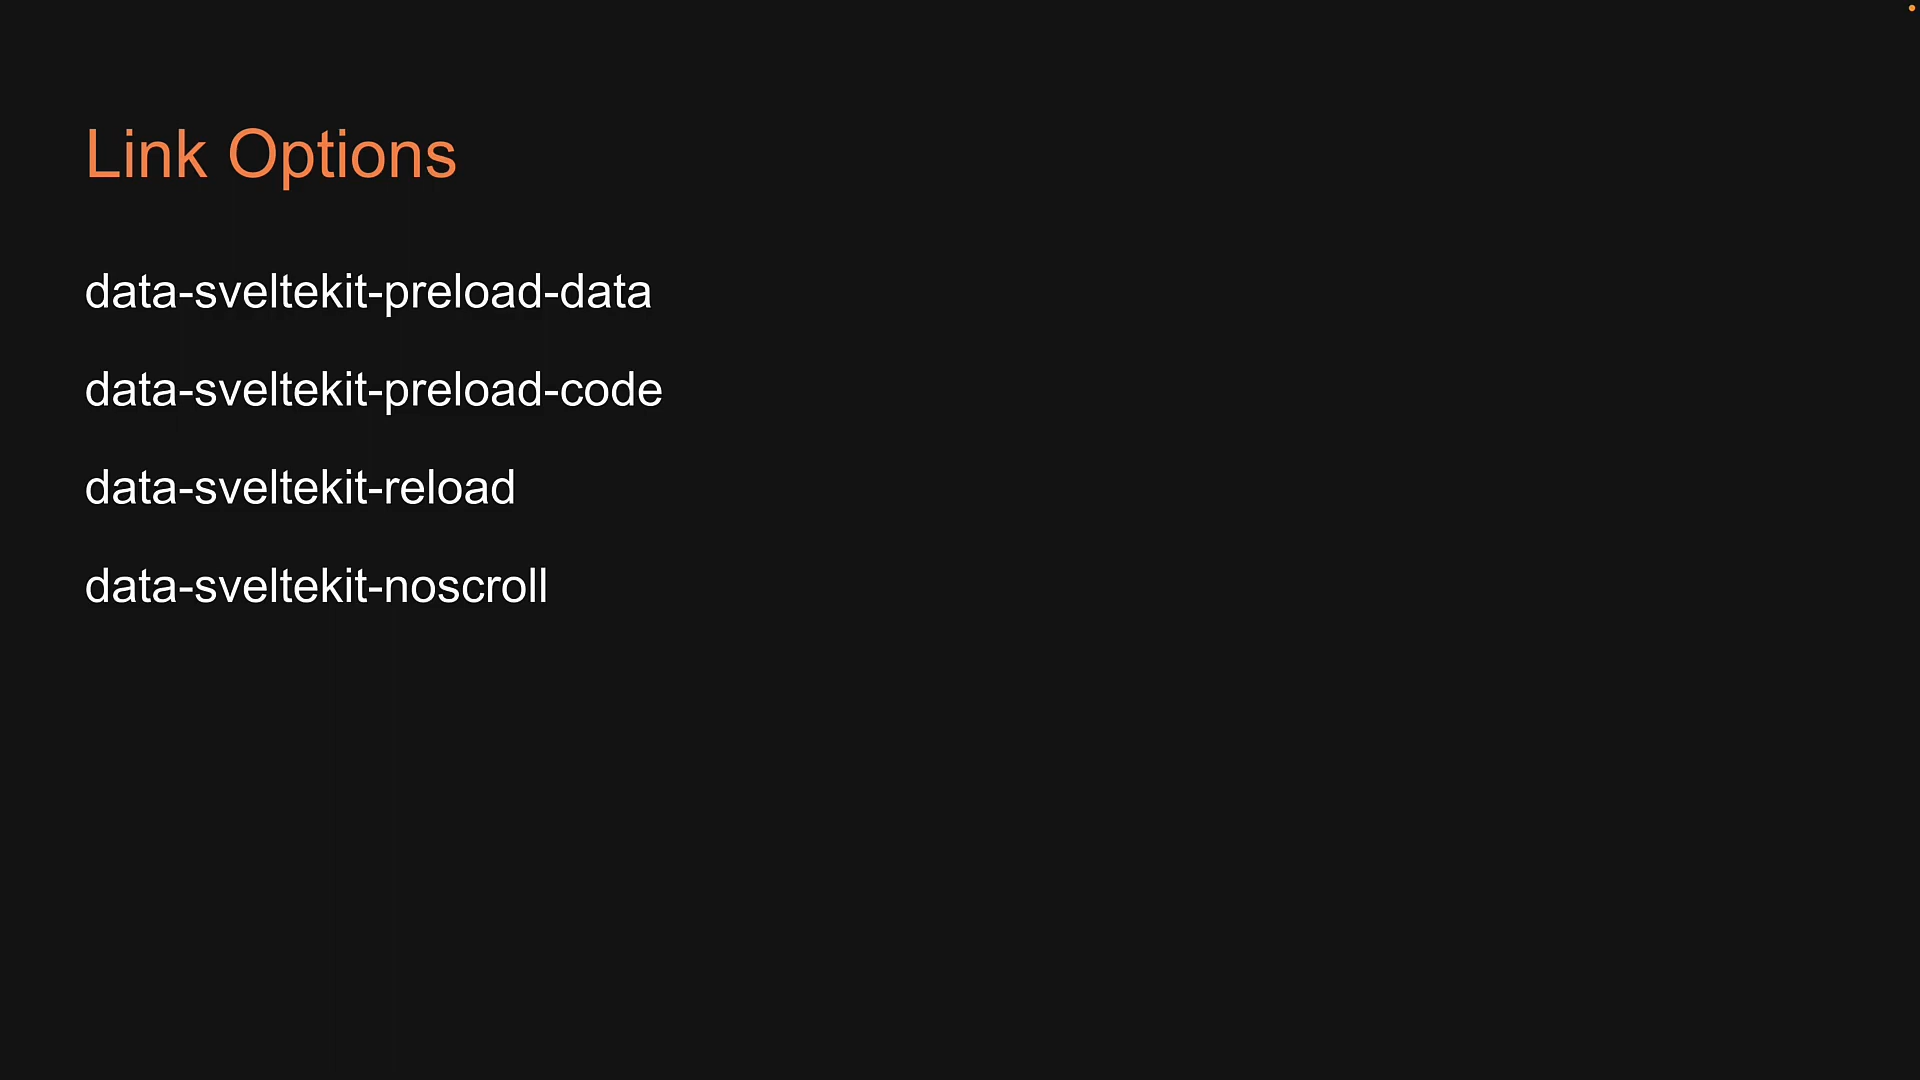 Link Options
data-sveltekit-preload-data
data-sveltekit-preload-code
data-sveltekit-reload
data-sveltekit-noscroll